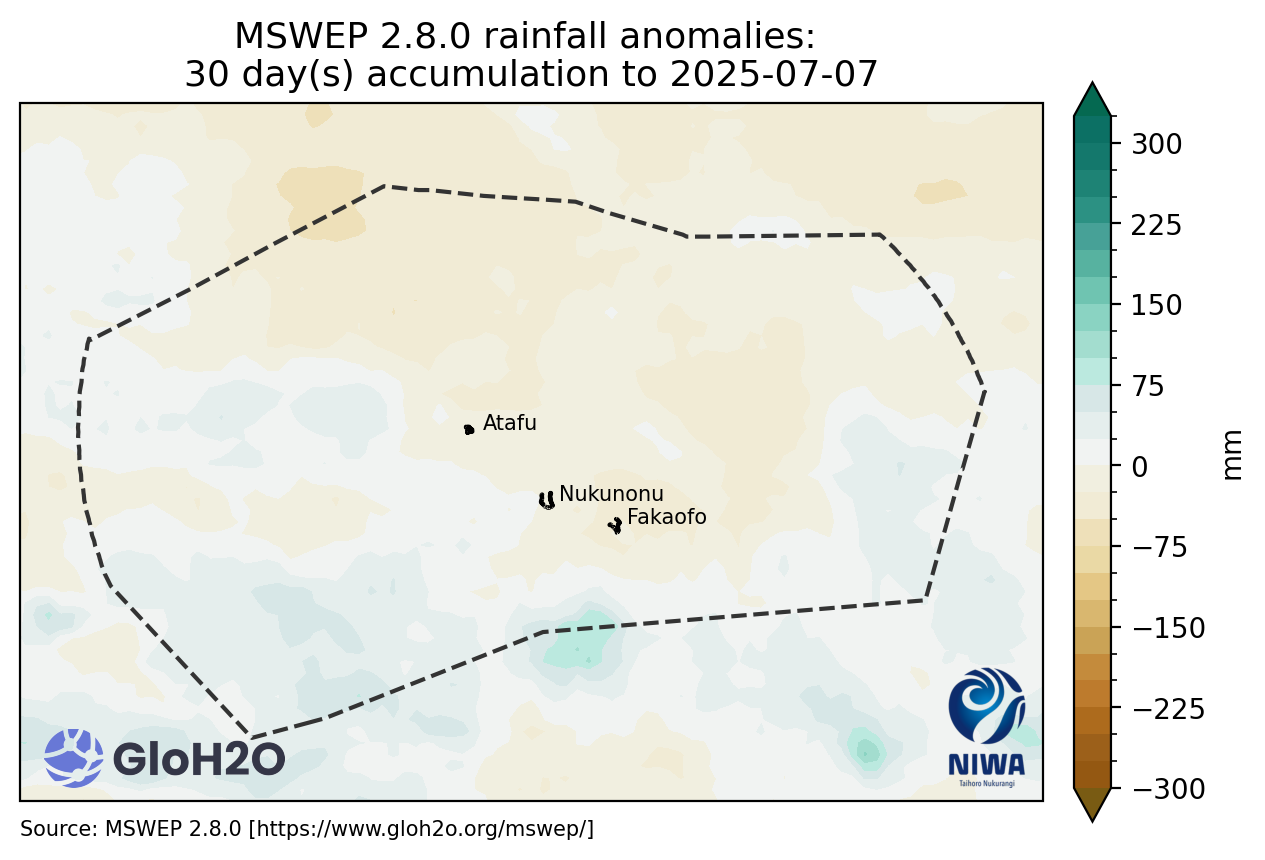 MSWEP 2.8.0 rainfall anomalies:
30 day(s) accumulation to 2025-07-07
300
225
150
75
0
−75
−150
−225
−300
mm
Atafu
Nukunonu
Fakaofo
GloH2O
NIWA
Taihoro Nukurangi
Source: MSWEP 2.8.0 [https://www.gloh2o.org/mswep/]